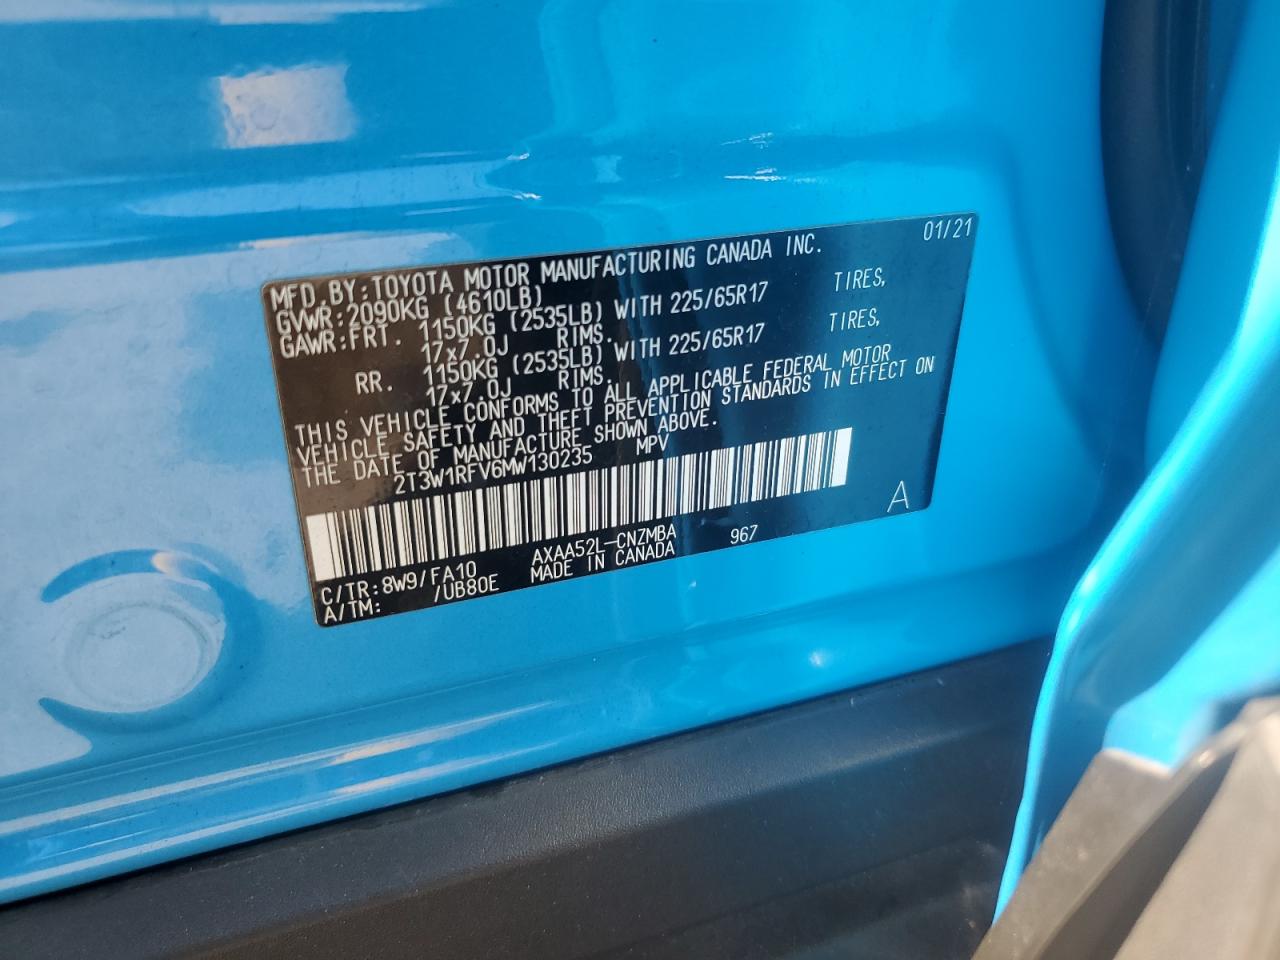 01/21
MFD.BY:TOYOTA MOTOR MANUFACTURING CANADA INC.
GVWR:2090KG (4610LB)
GAWR:FRT. 1150KG (2535LB) WITH 225/65R17 TIRES,
17x7.0J RIMS.
RR. 1150KG (2535LB) WITH 225/65R17 TIRES,
17x7.0J RIMS.
THIS VEHICLE CONFORMS TO ALL APPLICABLE FEDERAL MOTOR
VEHICLE SAFETY AND THEFT PREVENTION STANDARDS IN EFFECT ON
THE DATE OF MANUFACTURE SHOWN ABOVE.
2T3W1RFV6MW130235 MPV
A
C/TR:8W9/FA10 AXAA52L-CNZMBA 967
A/TM: /UB80E MADE IN CANADA